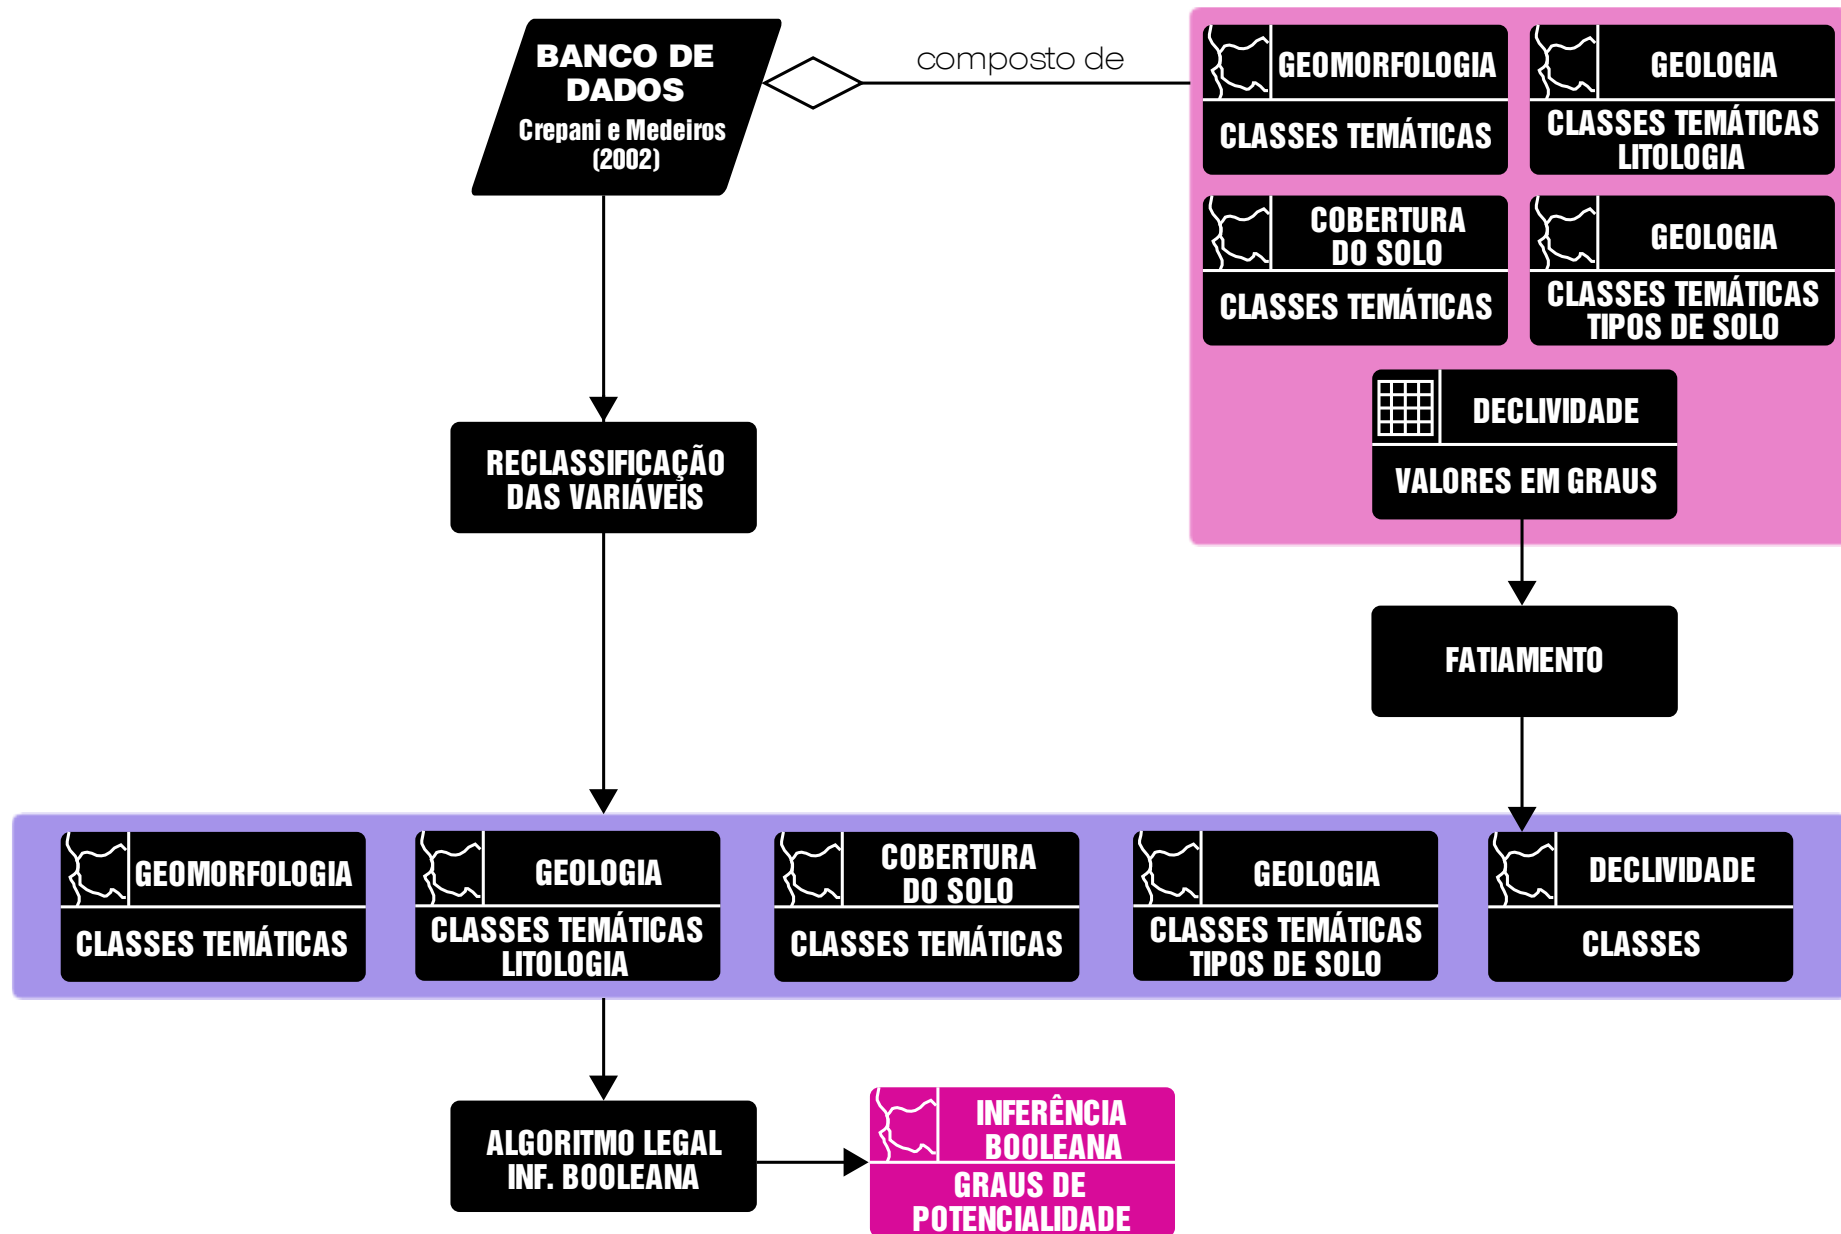 BANCO DE
DADOS
Crepani e Medeiros
(2002)
composto de
GEOMORFOLOGIA
CLASSES TEMÁTICAS
GEOLOGIA
CLASSES TEMÁTICAS
LITOLOGIA
COBERTURA
DO SOLO
CLASSES TEMÁTICAS
GEOLOGIA
CLASSES TEMÁTICAS
TIPOS DE SOLO
DECLIVIDADE
VALORES EM GRAUS
RECLASSIFICAÇÃO
DAS VARIÁVEIS
FATIAMENTO
GEOMORFOLOGIA
CLASSES TEMÁTICAS
GEOLOGIA
CLASSES TEMÁTICAS
LITOLOGIA
COBERTURA
DO SOLO
CLASSES TEMÁTICAS
GEOLOGIA
CLASSES TEMÁTICAS
TIPOS DE SOLO
DECLIVIDADE
CLASSES
ALGORITMO LEGAL
INF. BOOLEANA
INFERÊNCIA
BOOLEANA
GRAUS DE
POTENCIALIDADE